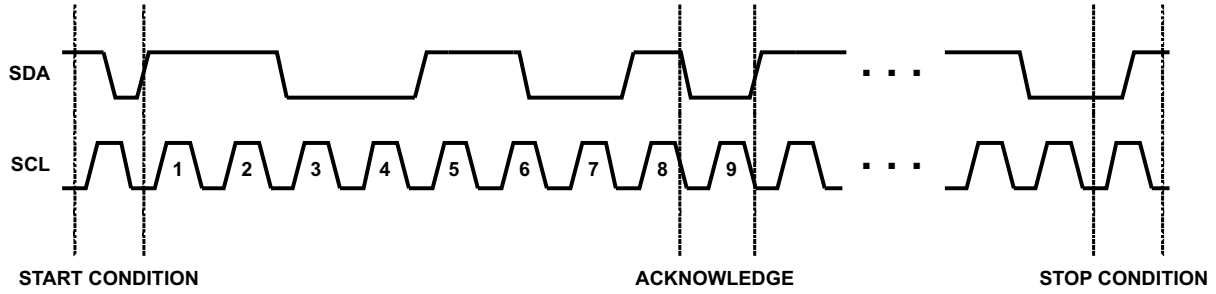 SDA
SCL
1 2 3 4 5 6 7 8 9
START CONDITION
ACKNOWLEDGE
STOP CONDITION